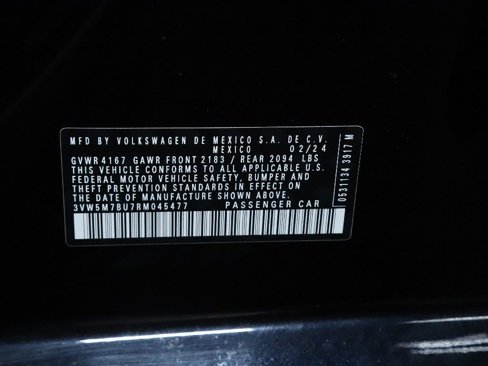 MFD BY VOLKSWAGEN DE MEXICO S.A. DE C.V.
MEXICO 02/24
GVWR 4167 GAWR FRONT 2183 / REAR 2094 LBS
THIS VEHICLE CONFORMS TO ALL APPLICABLE U.S.
FEDERAL MOTOR VEHICLE SAFETY, BUMPER AND
THEFT PREVENTION STANDARDS IN EFFECT ON
THE DATE OF MANUFACTURE SHOWN ABOVE.
3VW5M7BU7RM045477 PASSENGER CAR
0531134 3917 M